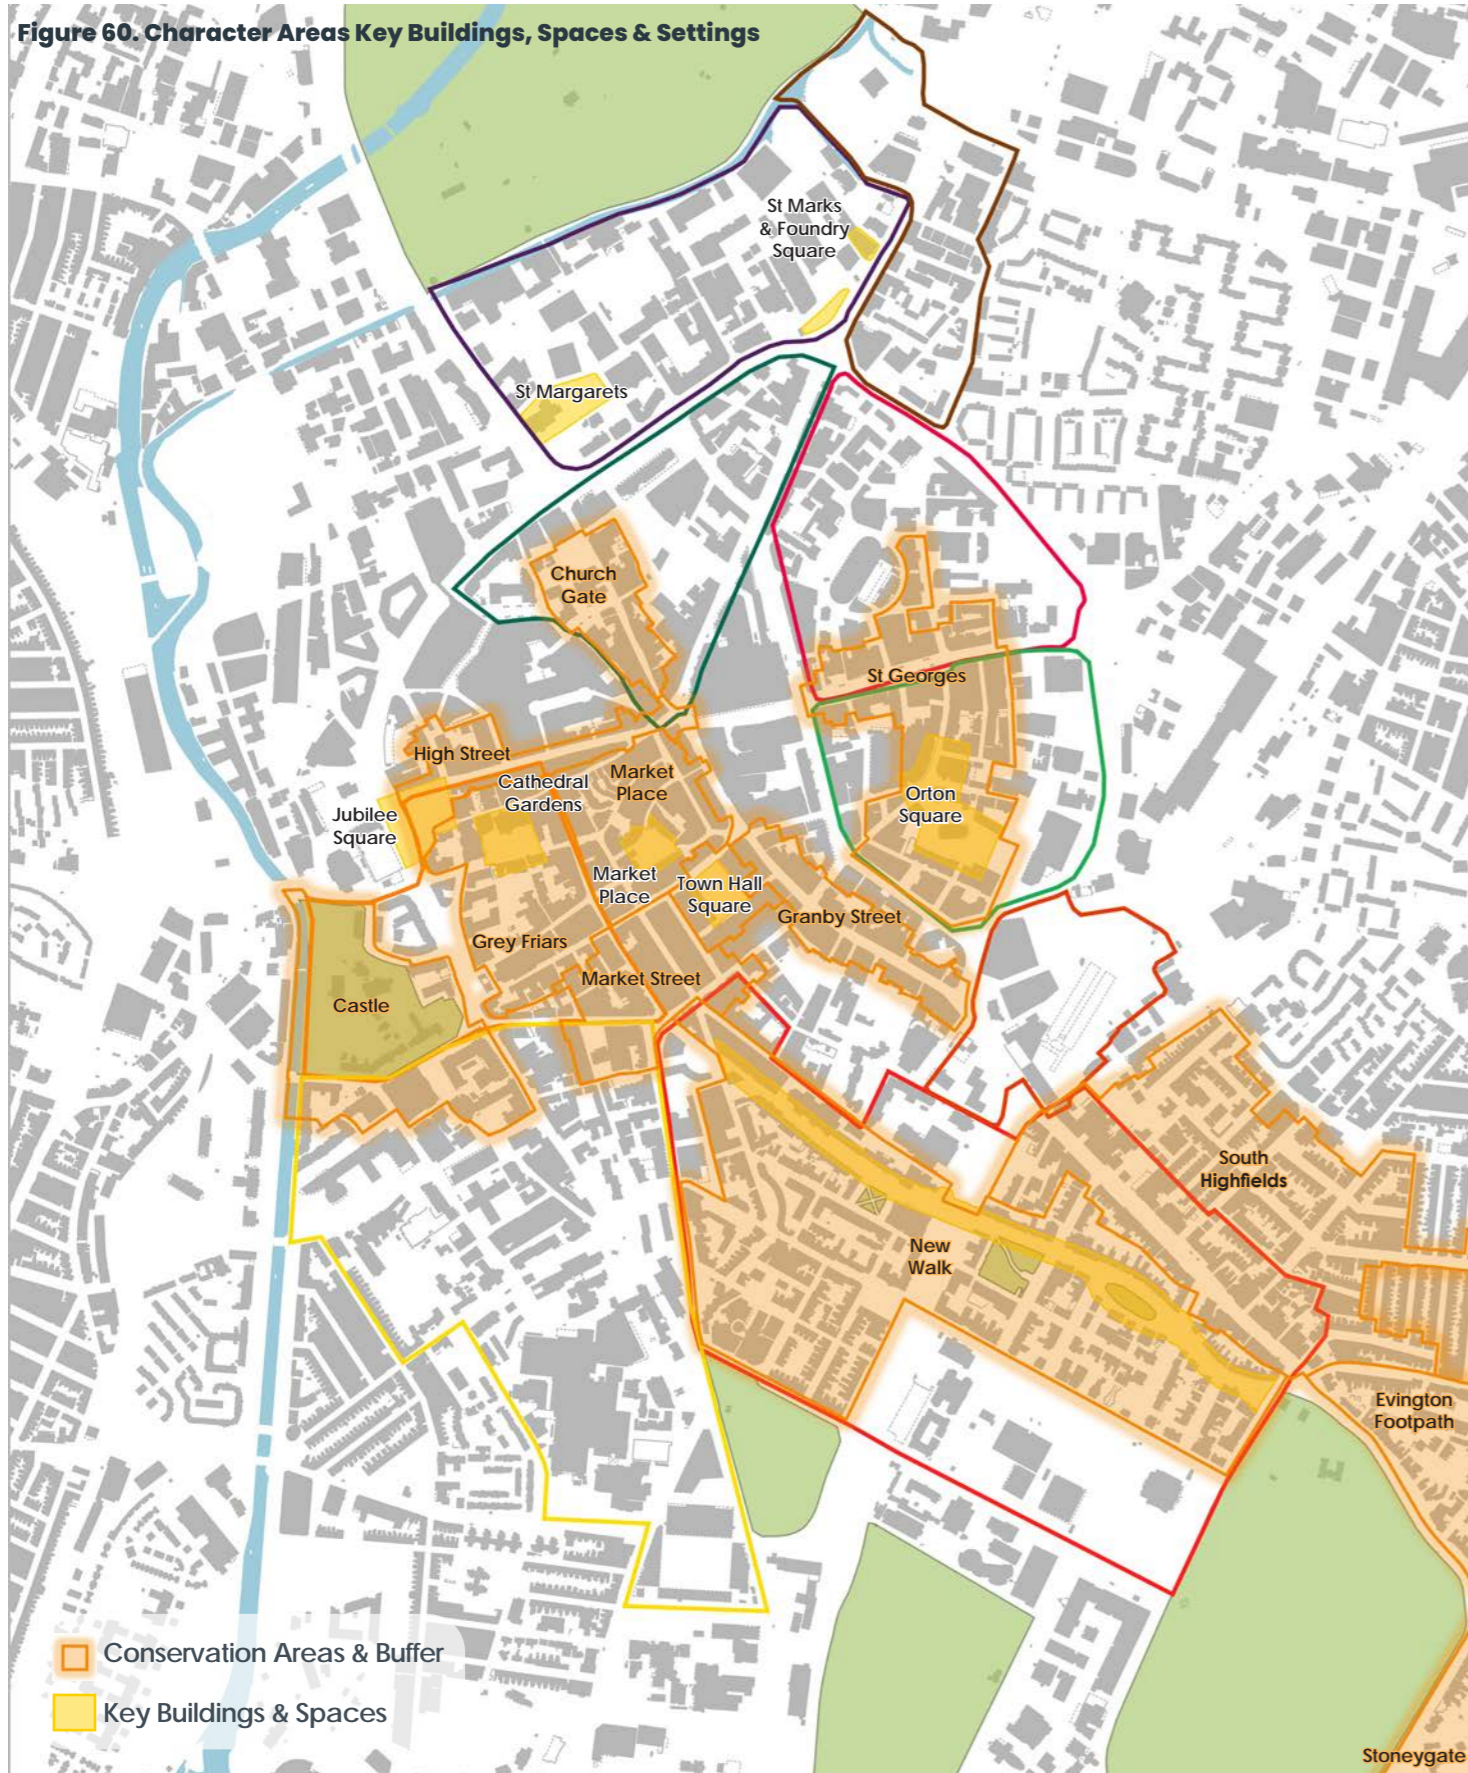 Figure 60. Character Areas Key Buildings, Spaces & Settings
St Marks
& Foundry
Square
St Margarets
Church
Gate
St Georges
High Street
Cathedral
Gardens
Market
Place
Jubilee
Square
Orton
Square
Market
Place
Town Hall
Square
Granby Street
Grey Friars
Market Street
Castle
South
Highfields
New
Walk
Evington
Footpath
Conservation Areas & Buffer
Key Buildings & Spaces
Stoneygate